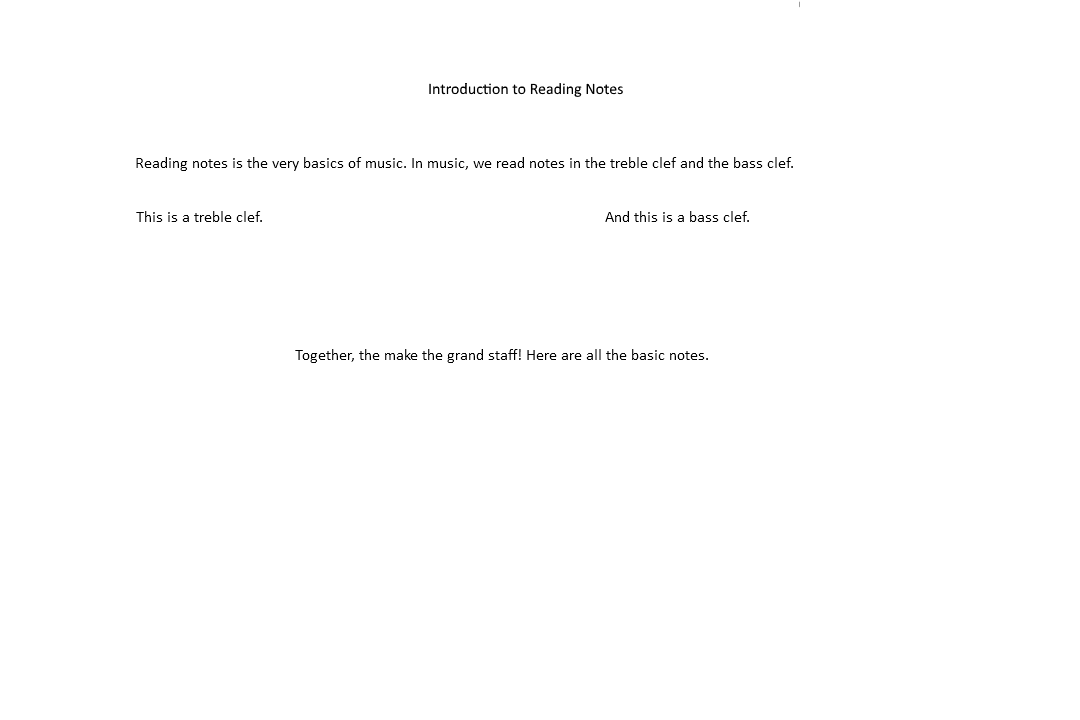 Introduction to Reading Notes
Reading notes is the very basics of music. In music, we read notes in the treble clef and the bass clef.
This is a treble clef.
And this is a bass clef.
Together, the make the grand staff! Here are all the basic notes.